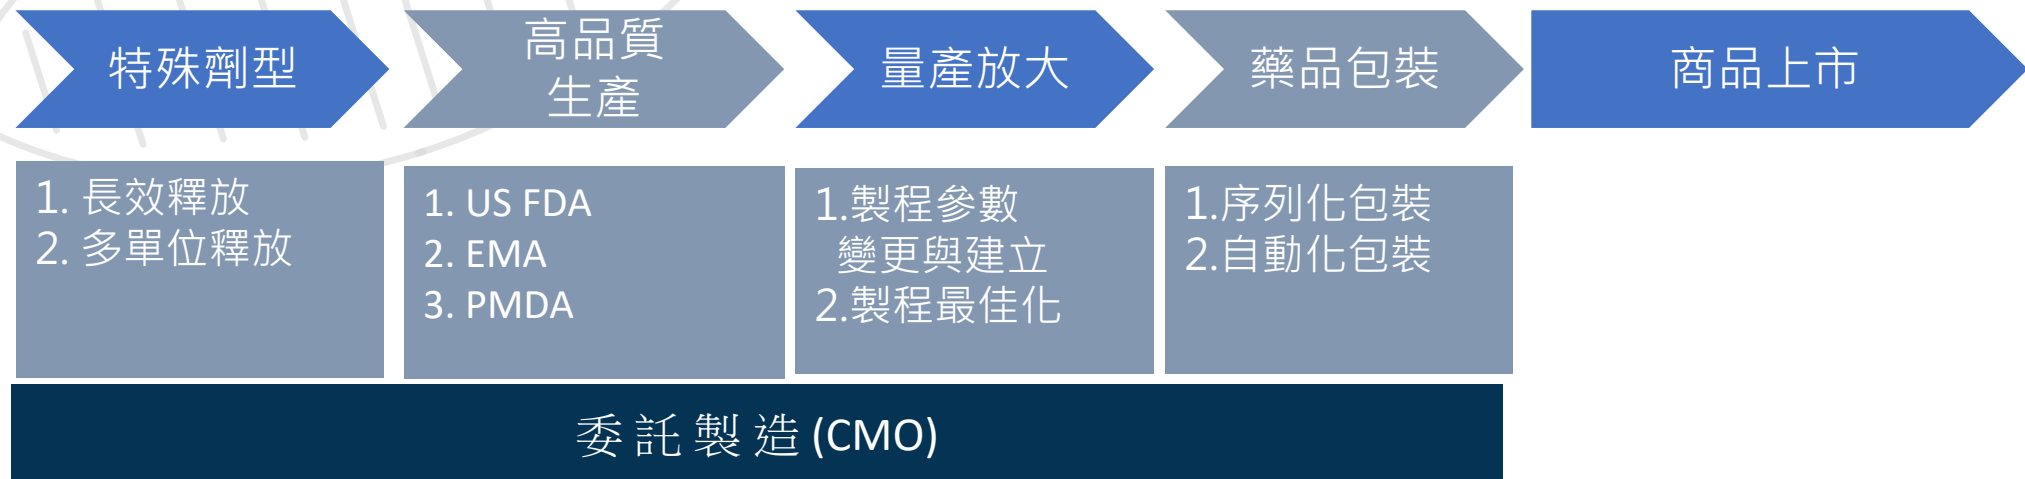 特殊劑型
高品質
生產
量產放大
藥品包裝
商品上市
1. 長效釋放
2. 多單位釋放
1. US FDA
2. EMA
3. PMDA
1.製程參數
變更與建立
2.製程最佳化
1.序列化包裝
2.自動化包裝
委託製造(CMO)